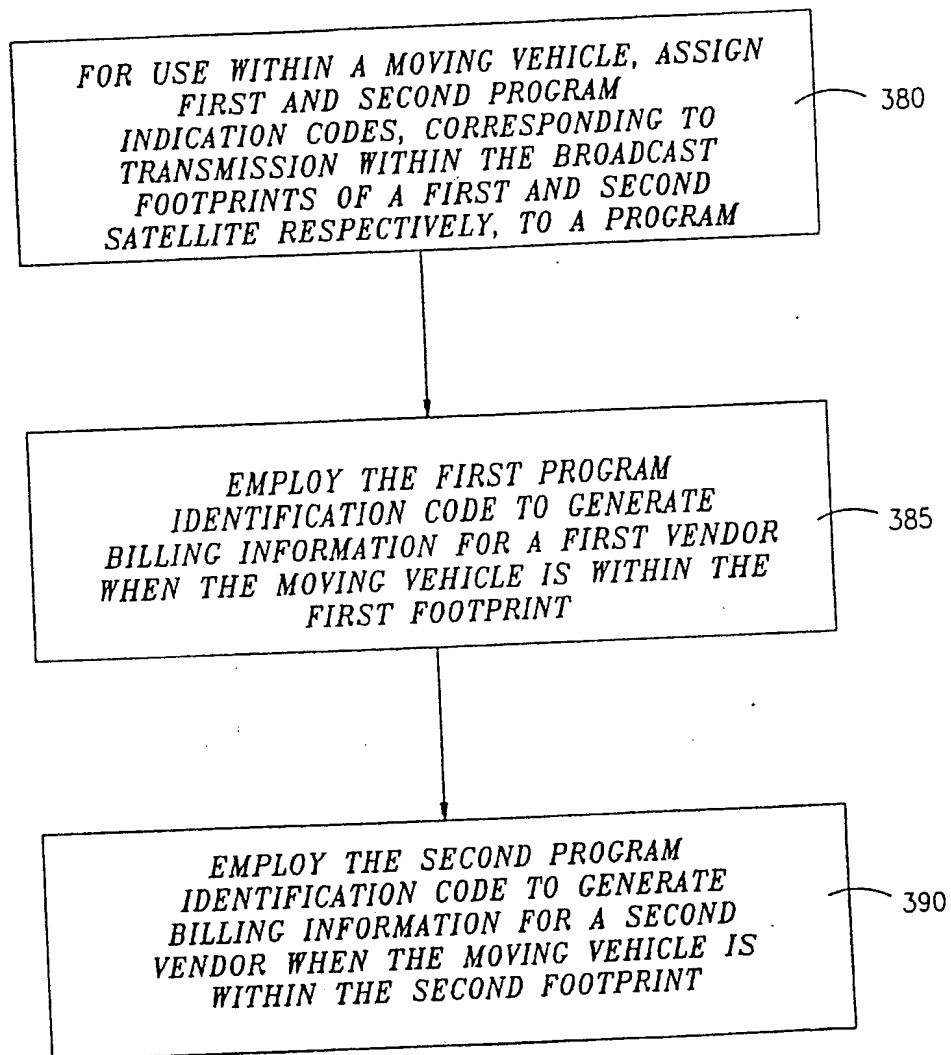 FOR USE WITHIN A MOVING VEHICLE, ASSIGN
FIRST AND SECOND PROGRAM
INDICATION CODES, CORRESPONDING TO
TRANSMISSION WITHIN THE BROADCAST
FOOTPRINTS OF A FIRST AND SECOND
SATELLITE RESPECTIVELY, TO A PROGRAM
380
EMPLOY THE FIRST PROGRAM
IDENTIFICATION CODE TO GENERATE
BILLING INFORMATION FOR A FIRST VENDOR
WHEN THE MOVING VEHICLE IS WITHIN THE
FIRST FOOTPRINT
385
EMPLOY THE SECOND PROGRAM
IDENTIFICATION CODE TO GENERATE
BILLING INFORMATION FOR A SECOND
VENDOR WHEN THE MOVING VEHICLE IS
WITHIN THE SECOND FOOTPRINT
390